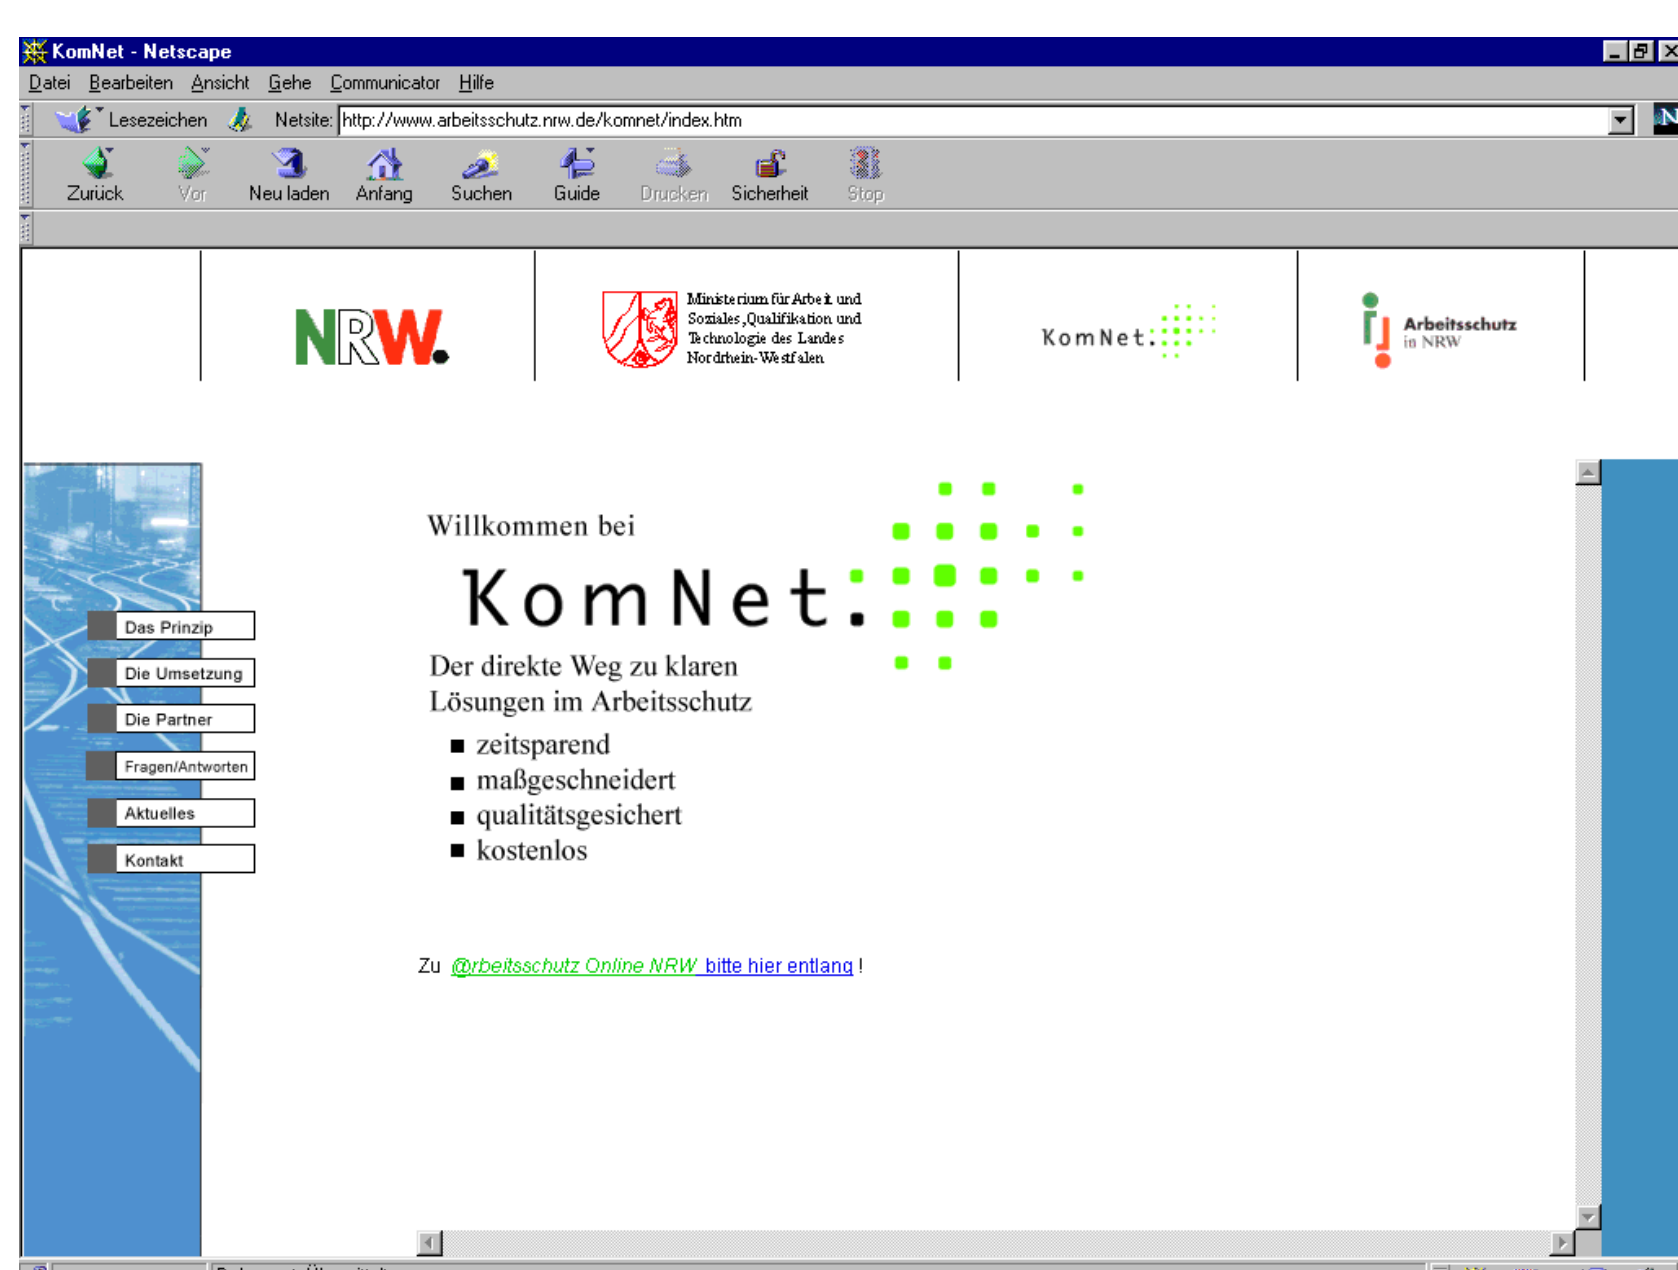 KomNet - Netscape
Datei Bearbeiten Ansicht Gehe Communicator Hilfe
Lesezeichen Netsite: http://www.arbeitsschutz.nrw.de/komnet/index.htm
N
Zurück Vor Neu laden Anfang Suchen Guide Drucken Sicherheit Stop
NRW.
Ministerium für Arbeit und
Soziales, Qualifikation und
Technologie des Landes
Nordrhein-Westfalen
KomNet.
Arbeitsschutz
in NRW
Willkommen bei
KomNet.
Der direkte Weg zu klaren
Lösungen im Arbeitsschutz
zeitsparend
maßgeschneidert
qualitätsgesichert
kostenlos
Das Prinzip
Die Umsetzung
Die Partner
Fragen/Antworten
Aktuelles
Kontakt
Zu @rbeitsschutz Online NRW bitte hier entlang !